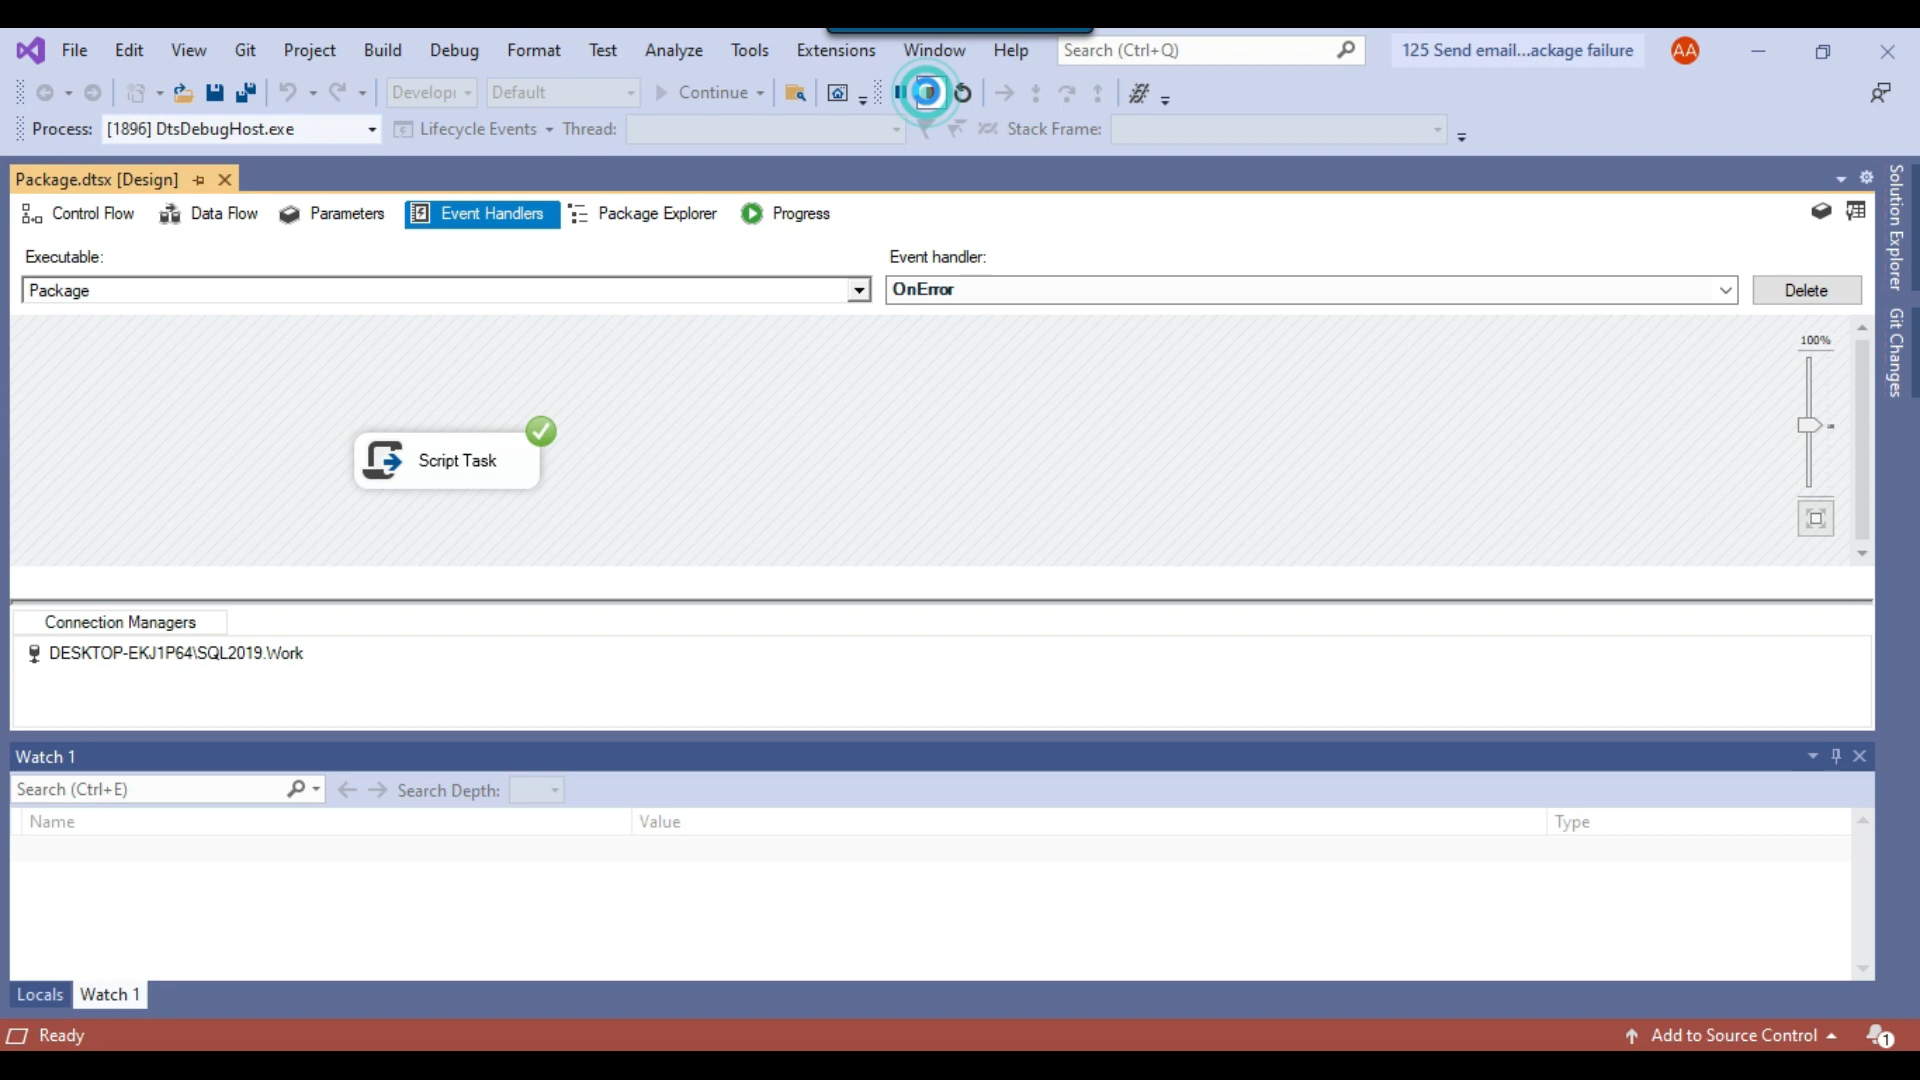 File Edit View Git Project Build Debug Format Test Analyze Tools Extensions Window Help Search (Ctrl+Q) 125 Send email...ackage failure AA
Develop Default Continue
Process: [1896] DtsDebugHost.exe Lifecycle Events Thread: Stack Frame:
Package.dtsx [Design]
Control Flow Data Flow Parameters Event Handlers Package Explorer Progress
Executable: Event handler:
Package OnError Delete
100%
Script Task
Connection Managers
DESKTOP-EKJ1P64\SQL2019.Work
Watch 1
Search (Ctrl+E) Search Depth:
Name Value Type
Locals Watch 1
Ready Add to Source Control 1
Solution Explorer
Git Changes